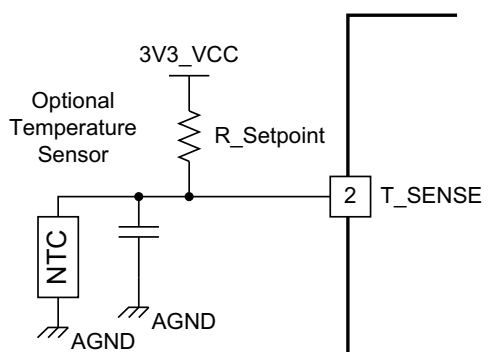 3V3_VCC
Optional
Temperature
Sensor
R_Setpoint
2
T_SENSE
NTC
AGND
AGND